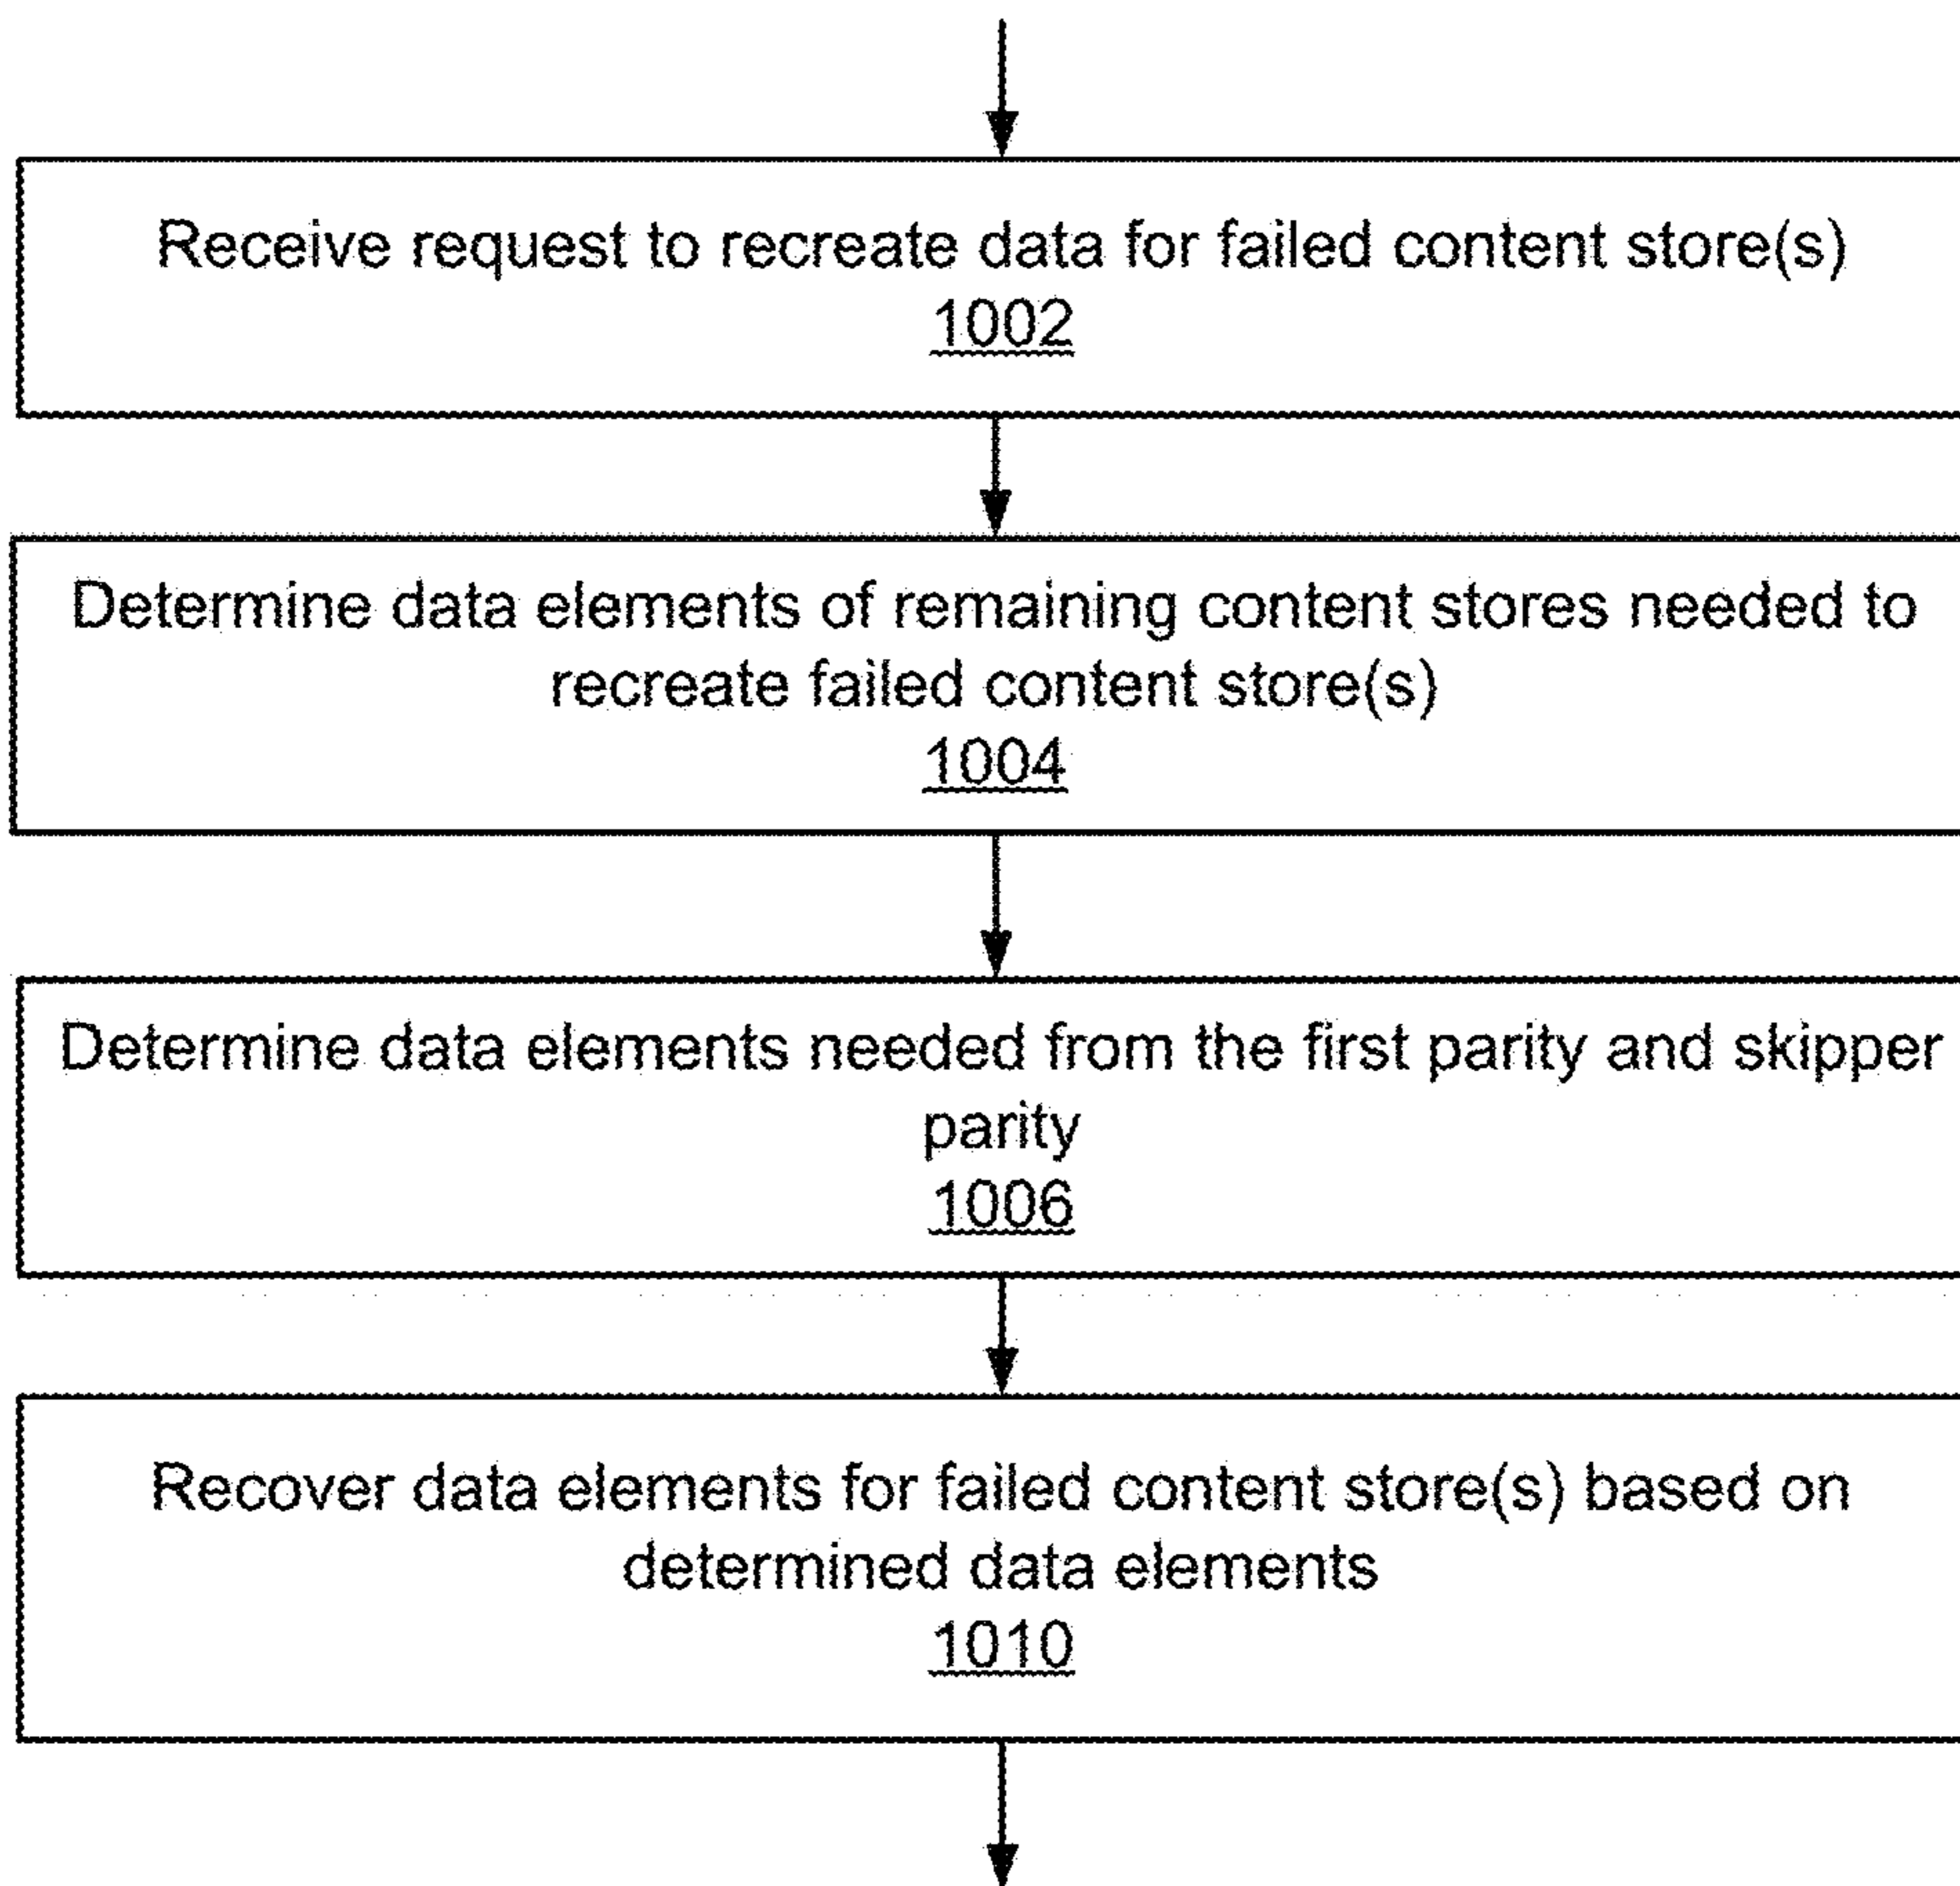 Receive request to recreate data for failed content store(s)
1002
Determine data elements of remaining content stores needed to
recreate failed content store(s)
1004
Determine data elements needed from the first parity and skipper
parity
1006
Recover data elements for failed content store(s) based on
determined data elements
1010